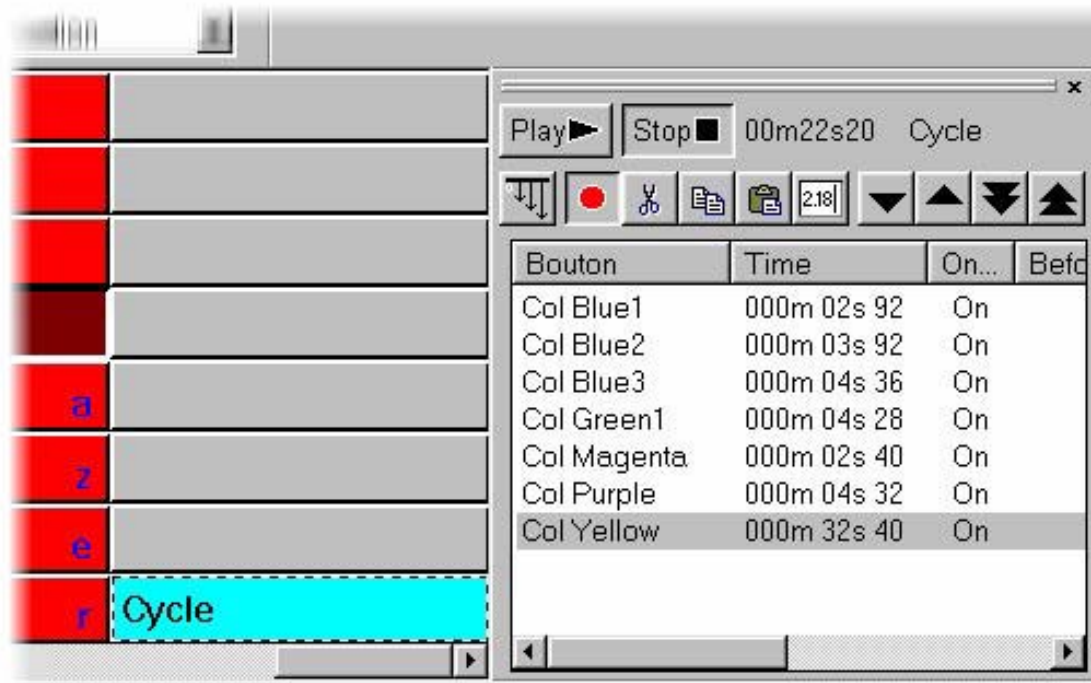 Play Stop 00m22s20 Cycle
2.18
Bouton Time On... Befc
Col Blue1 000m 02s 92 On
Col Blue2 000m 03s 92 On
Col Blue3 000m 04s 36 On
Col Green1 000m 04s 28 On
Col Magenta 000m 02s 40 On
Col Purple 000m 04s 32 On
Col Yellow 000m 32s 40 On
a
z
e
r Cycle